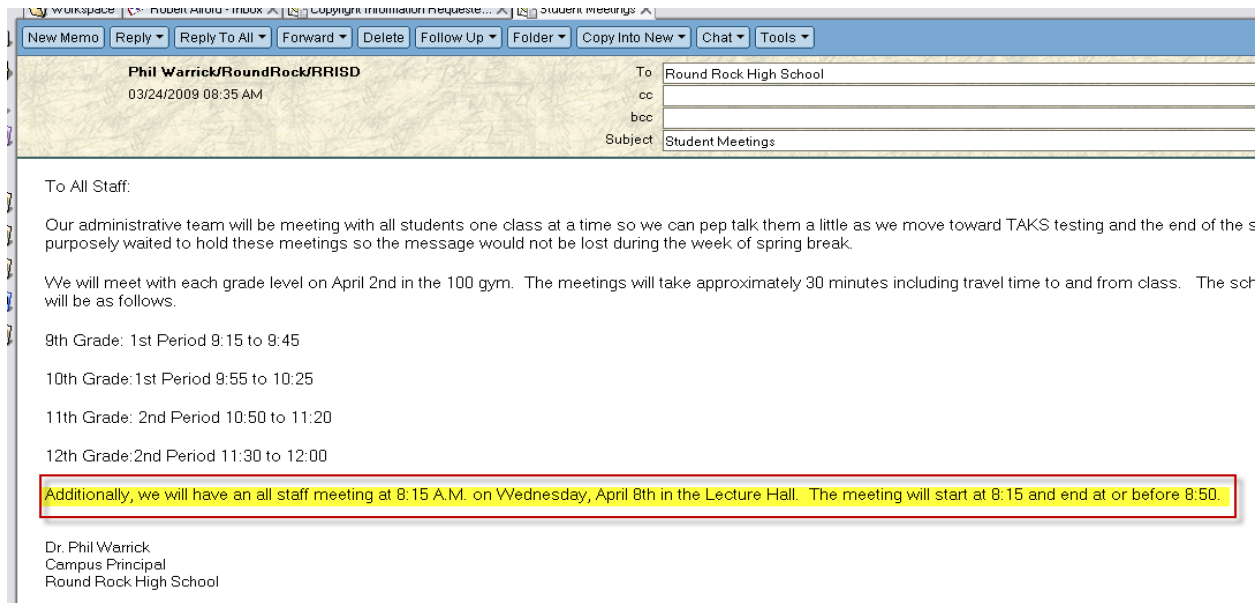 Workspace Robert Alford - Inbox Copyright Information Requeste... Student Meetings
New Memo Reply Reply To All Forward Delete Follow Up Folder Copy Into New Chat Tools
Phil Warrick/RoundRock/RRISD To Round Rock High School
03/24/2009 08:35 AM cc
bcc
Subject Student Meetings
To All Staff:
Our administrative team will be meeting with all students one class at a time so we can pep talk them a little as we move toward TAKS testing and the end of the
purposely waited to hold these meetings so the message would not be lost during the week of spring break.
We will meet with each grade level on April 2nd in the 100 gym. The meetings will take approximately 30 minutes including travel time to and from class. The
will be as follows.
9th Grade: 1st Period 9:15 to 9:45
10th Grade:1st Period 9:55 to 10:25
11th Grade: 2nd Period 10:50 to 11:20
12th Grade:2nd Period 11:30 to 12:00
Additionally, we will have an all staff meeting at 8:15 A.M. on Wednesday, April 8th in the Lecture Hall. The meeting will start at 8:15 and end at or before 8:50.
Dr. Phil Warrick
Campus Principal
Round Rock High School